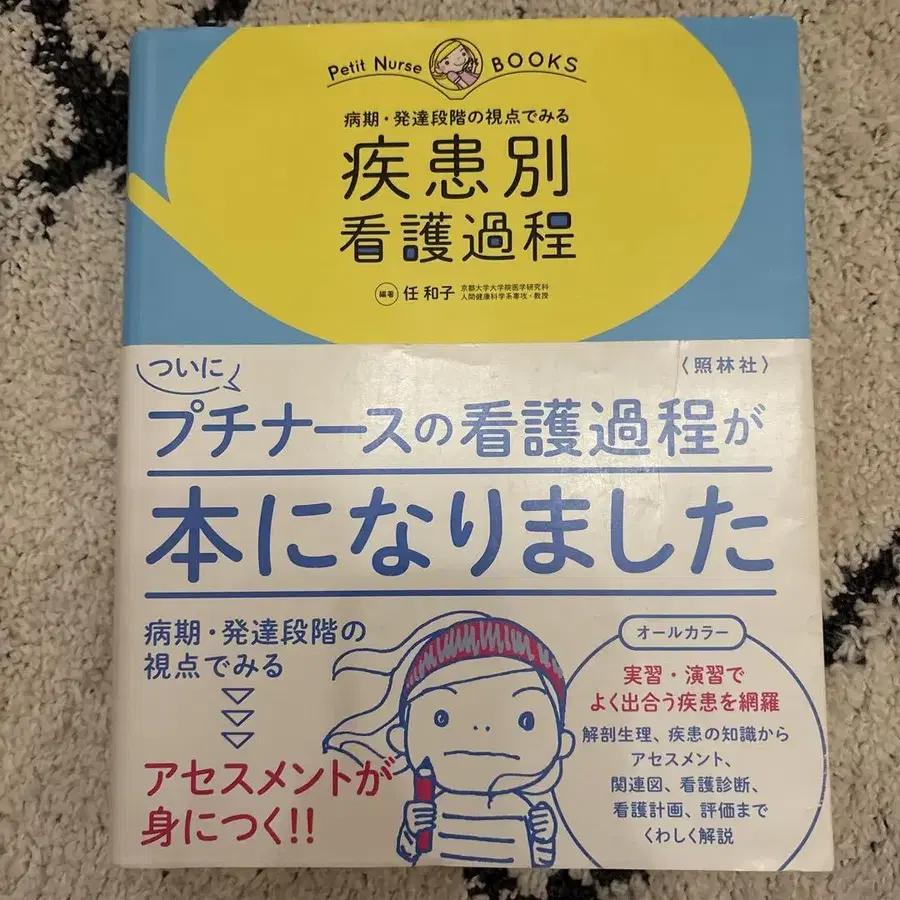 Petit Nurse BOOKS
病期・発達段階の視点でみる
疾患別
看護過程
編著 任 和子 京都大学大学院医学研究科
人間健康科学系専攻・教授
ついに
〈照林社〉
プチナースの看護過程が
本になりました
病期・発達段階の
視点でみる
アセスメントが
身につく!!
オールカラー
実習・演習で
よく出合う疾患を網羅
解剖生理、疾患の知識から
アセスメント、
関連図、看護診断、
看護計画、評価まで
くわしく解説